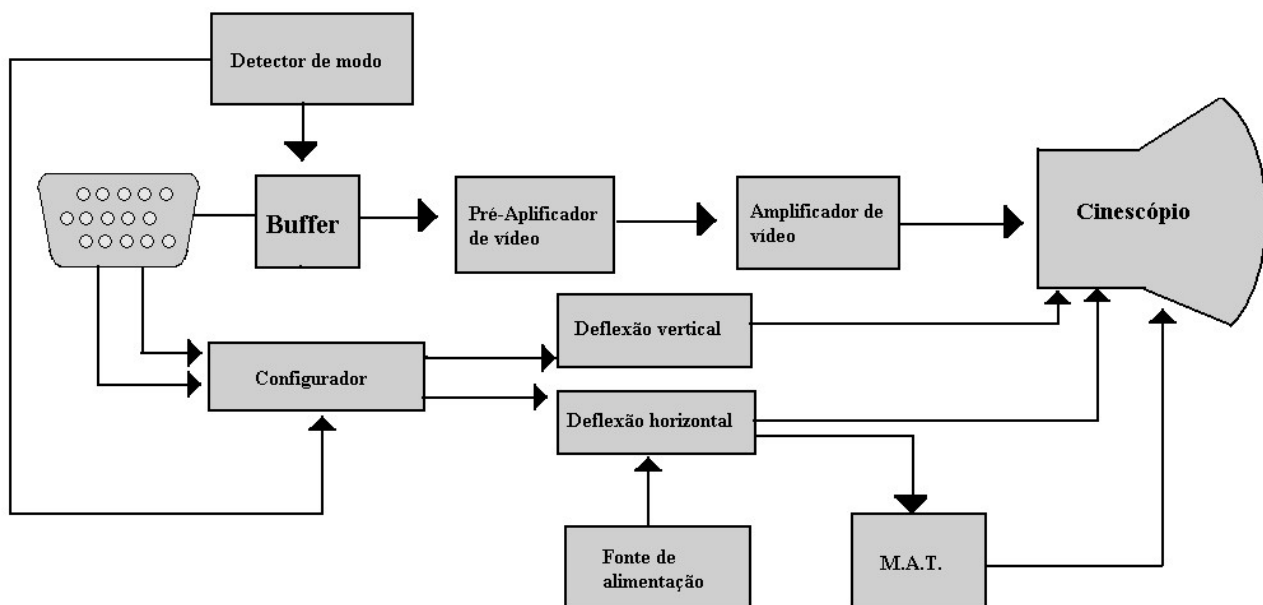 Detector de modo
Buffer
Pré-Aplificador
de vídeo
Amplificador de
vídeo
Cinescópio
Deflexão vertical
Configurador
Deflexão horizontal
Fonte de
alimentação
M.A.T.